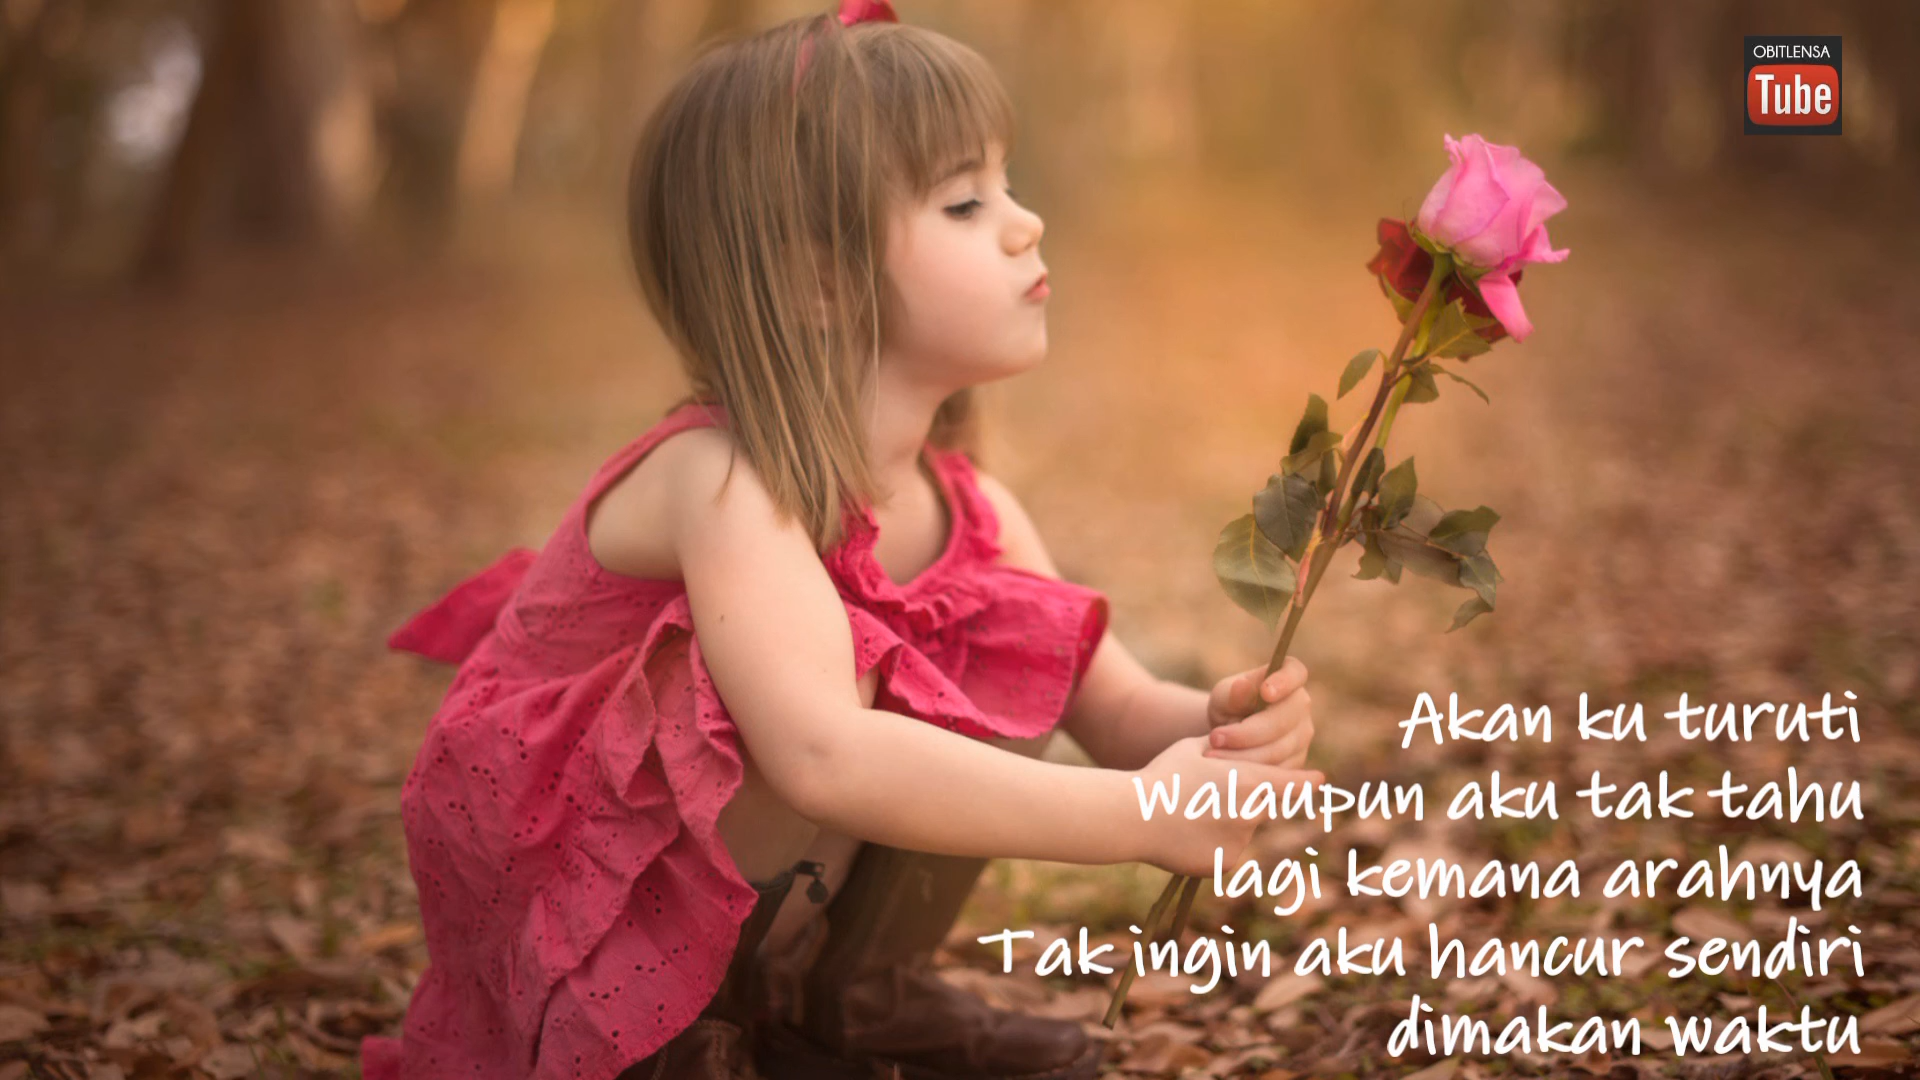 OBITLENSA
Tube
Akan ku turuti
Walaupun aku tak tahu
lagi kemana arahnya
Tak ingin aku hancur sendiri
dimakan waktu